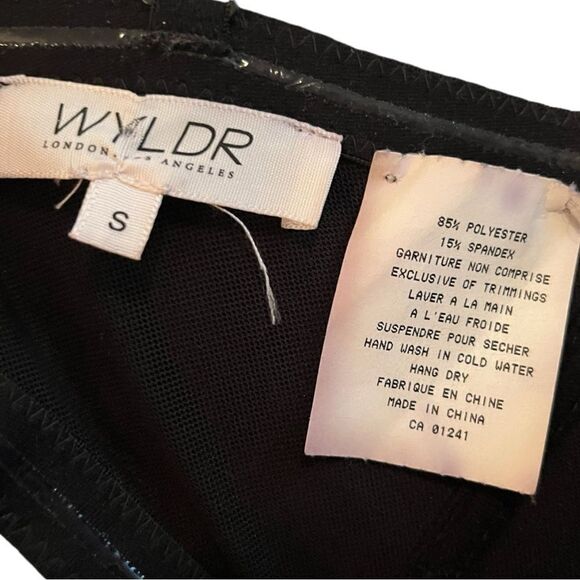 WYLDR
LONDON. LOS ANGELES
S
85% POLYESTER
15% SPANDEX
GARNITURE NON COMPRISE
EXCLUSIVE OF TRIMMINGS
LAVER A LA MAIN
A L'EAU FROIDE
SUSPENDRE POUR SECHER
HAND WASH IN COLD WATER
HANG DRY
FABRIQUE EN CHINE
MADE IN CHINA
CA 01241